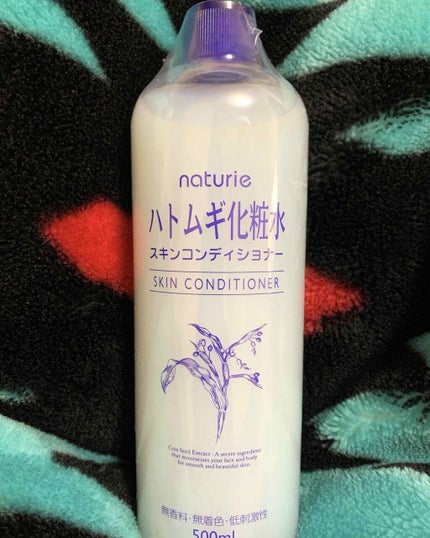 naturie
ハトムギ化粧水
スキンコンディショナー
SKIN CONDITIONER
Coix Seed Extract : A secret ingredient
that moisturizes your face and body
for smooth and beautiful skin
無香料・無着色・低刺激性
500ml